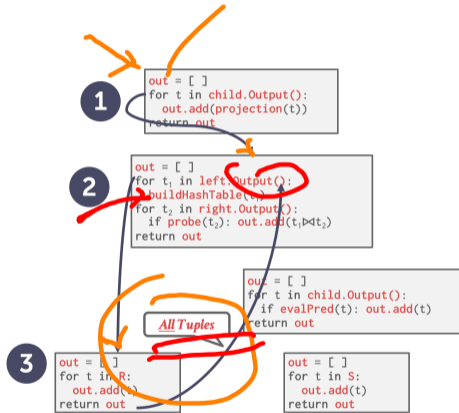 1
out = [ ]
for t in child.Output():
out.add(projection(t))
return out
2
out = [ ]
for t₁ in left.Output():
buildHashTable(t₁)
for t₂ in right.Output():
if probe(t₂): out.add(t₁⨝t₂)
return out
out = [ ]
for t in child.Output():
if evalPred(t): out.add(t)
return out
All Tuples
3
out = [ ]
for t in R:
out.add(t)
return out
out = [ ]
for t in S:
out.add(t)
return out